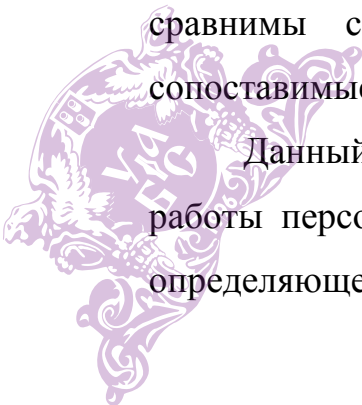 сравнимы с
сопоставимые
Данный
работы персо
определяюще